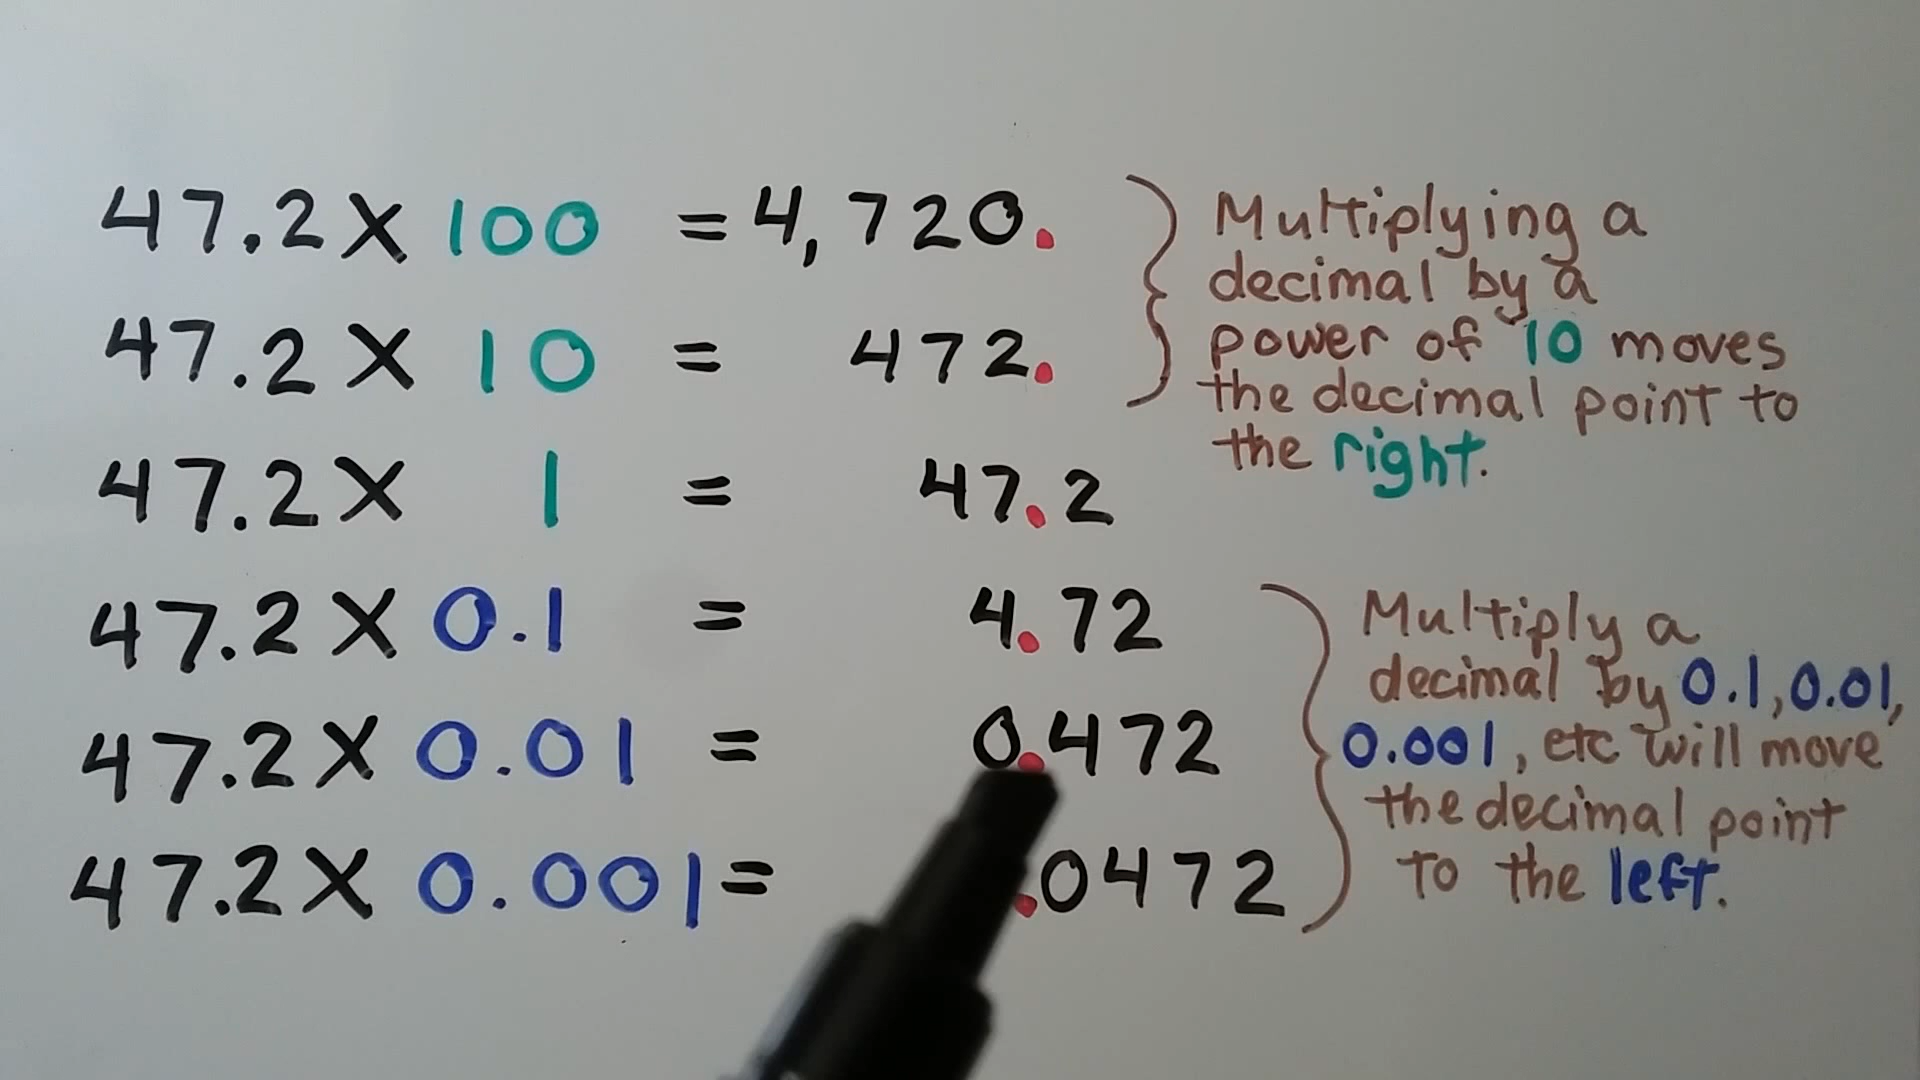 47.2 X 100 = 4,720.
47.2 X 10 = 472.
47.2 X 1 = 47.2
47.2 X 0.1 = 4.72
47.2 X 0.01 = 0.472
47.2 X 0.001 = .0472
Multiplying a
decimal by a
power of 10 moves
the decimal point to
the right.
Multiply a
decimal by 0.1, 0.01,
0.001, etc will move
the decimal point
to the left.